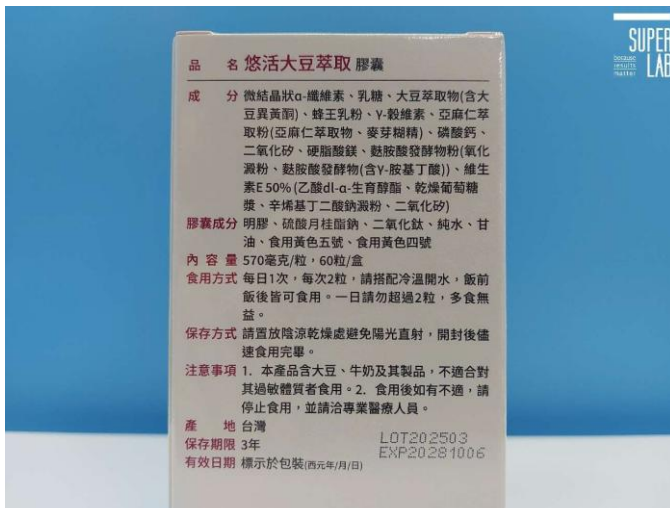 SUPER
LAB
because
results
matter
品名 悠活大豆萃取 膠囊
成分 微結晶狀α-纖維素、乳糖、大豆萃取物(含大
豆異黃酮)、蜂王乳粉、γ-穀維素、亞麻仁萃
取粉(亞麻仁萃取物、麥芽糊精)、磷酸鈣、
二氧化矽、硬脂酸鎂、麩胺酸發酵物粉(氧化
澱粉、麩胺酸發酵物(含γ-胺基丁酸))、維生
素E 50% (乙酸dl-α-生育醇酯、乾燥葡萄糖
漿、辛烯基丁二酸鈉澱粉、二氧化矽)
膠囊成分 明膠、硫酸月桂酯鈉、二氧化鈦、純水、甘
油、食用黃色五號、食用黃色四號
內容量 570毫克/粒，60粒/盒
食用方式 每日1次，每次2粒，請搭配冷溫開水，飯前
飯後皆可食用。一日請勿超過2粒，多食無
益。
保存方式 請置放陰涼乾燥處避免陽光直射，開封後儘
速食用完畢。
注意事項 1. 本產品含大豆、牛奶及其製品，不適合對
其過敏體質者食用。2. 食用後如有不適，請
停止食用，並請洽專業醫療人員。
產地 台灣
保存期限 3年
有效日期 標示於包裝(西元年/月/日)
LOT202503
EXP20281006